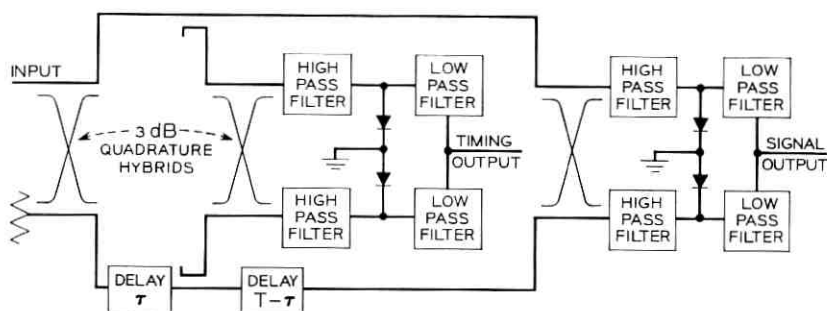 INPUT
3 dB
QUADRATURE
HYBRIDS
HIGH
PASS
FILTER
LOW
PASS
FILTER
TIMING
OUTPUT
HIGH
PASS
FILTER
LOW
PASS
FILTER
DELAY
τ
DELAY
T-τ
HIGH
PASS
FILTER
LOW
PASS
FILTER
SIGNAL
OUTPUT
HIGH
PASS
FILTER
LOW
PASS
FILTER